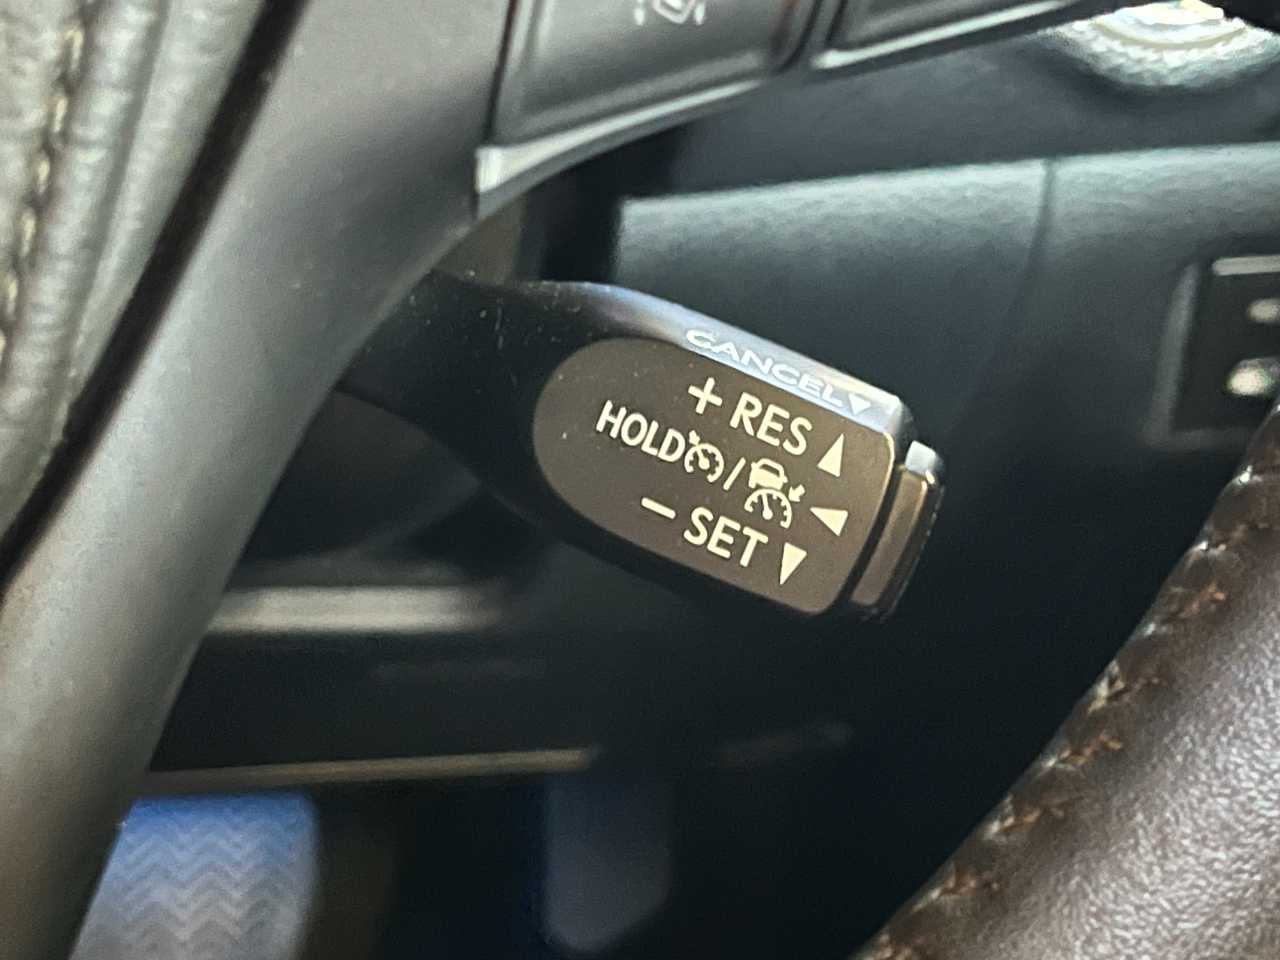 CANCEL▼
+ RES ▲
HOLD / ◀
− SET ▼